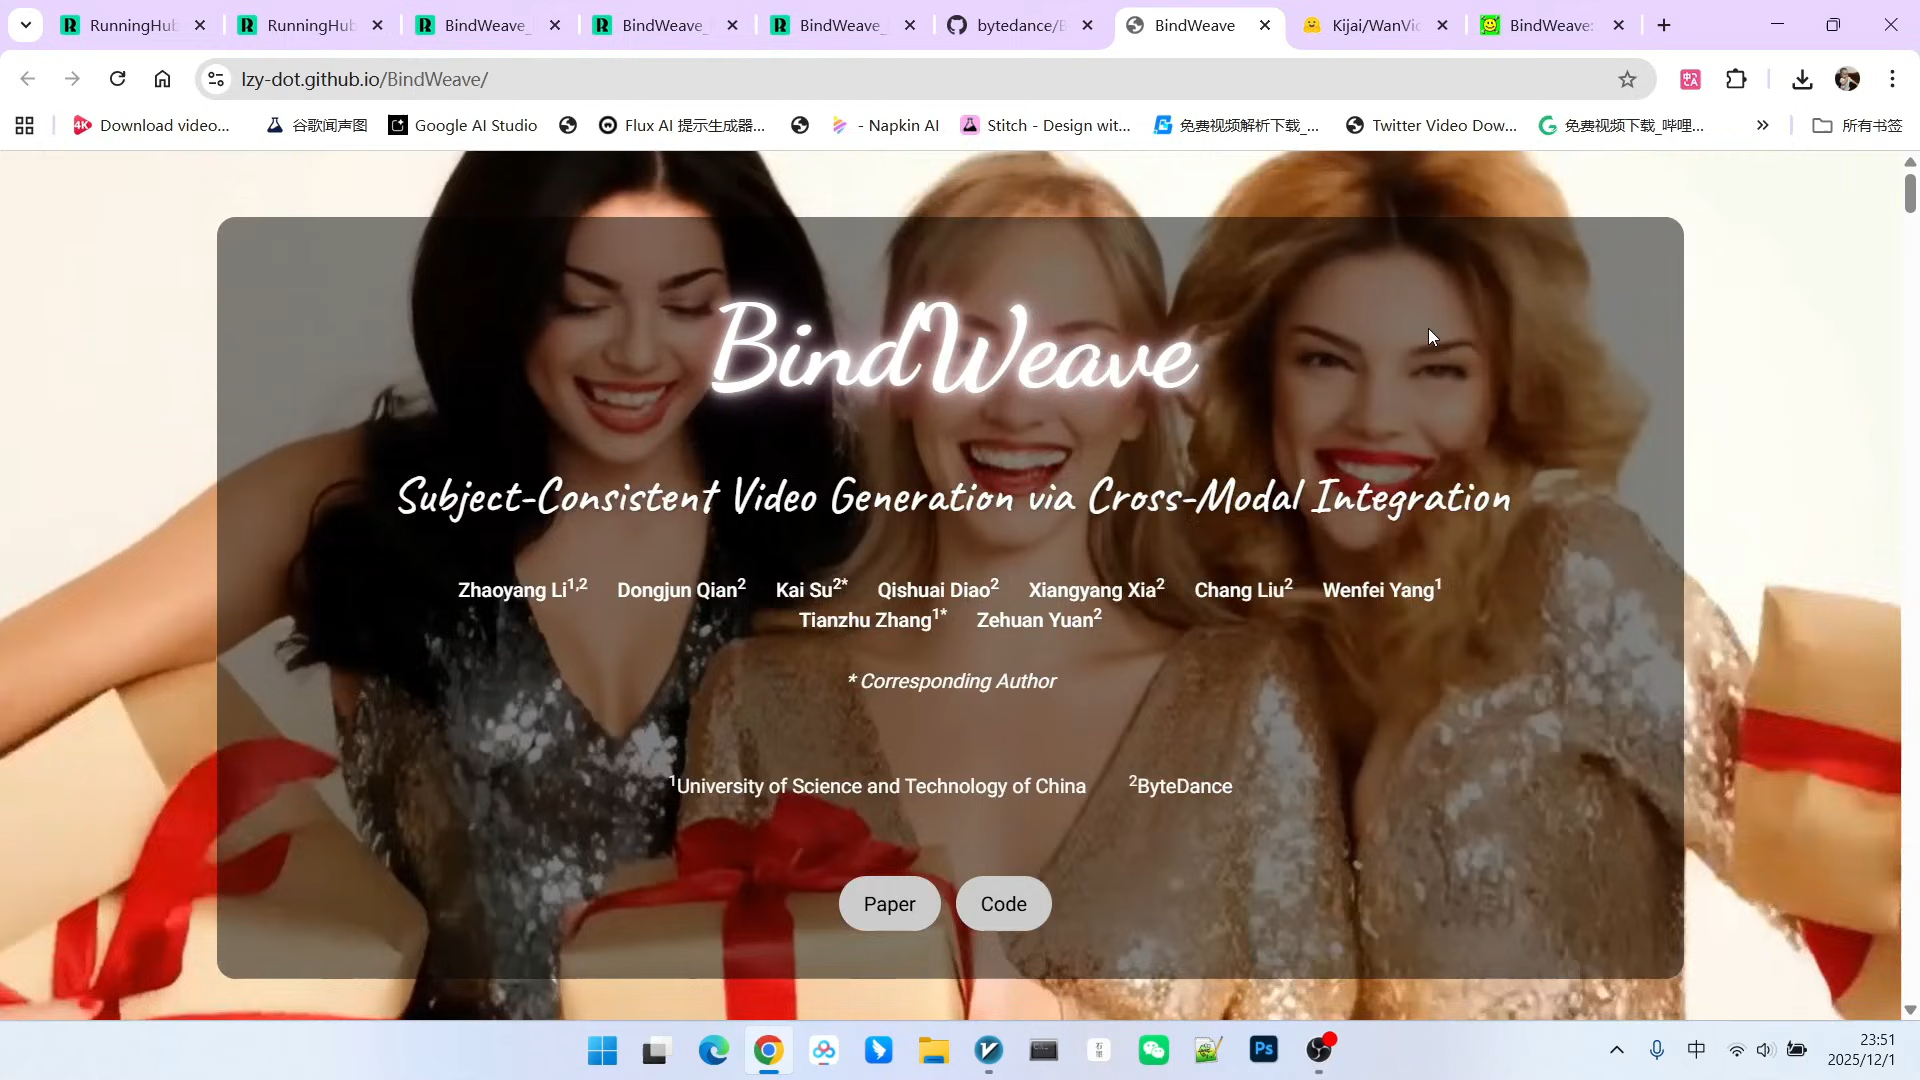 RunningHub
RunningHub
BindWeave_
BindWeave_
BindWeave_
bytedance/B
BindWeave
Kijai/WanVic
BindWeave:
lzy-dot.github.io/BindWeave/
Download video...
谷歌闻声图
Google AI Studio
Flux AI 提示生成器...
- Napkin AI
Stitch - Design wit...
免费视频解析下载_...
Twitter Video Dow...
免费视频下载_哔哩...
所有书签
BindWeave
Subject-Consistent Video Generation via Cross-Modal Integration
Zhaoyang Li1,2 Dongjun Qian2 Kai Su2* Qishuai Diao2 Xiangyang Xia2 Chang Liu2 Wenfei Yang1
Tianzhu Zhang1* Zehuan Yuan2
* Corresponding Author
1University of Science and Technology of China 2ByteDance
Paper Code
中
23:51
2025/12/1